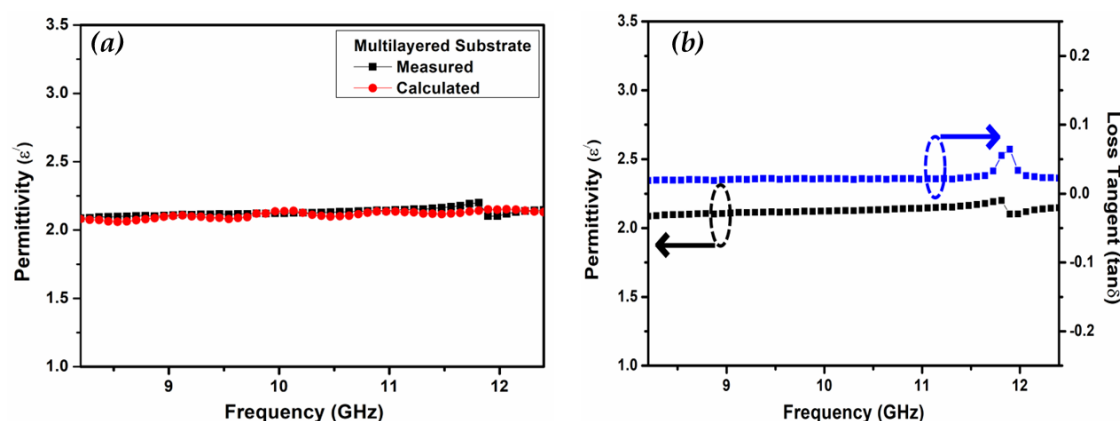 (a)
Multilayered Substrate
Measured
Calculated
3.5
3.0
2.5
2.0
1.5
1.0
Permittivity (ε/)
9
10
11
12
Frequency (GHz)
(b)
3.5
3.0
2.5
2.0
1.5
1.0
Permittivity (ε/)
0.2
0.1
0.0
-0.1
-0.2
Loss Tangent (tanδ)
9
10
11
12
Frequency (GHz)